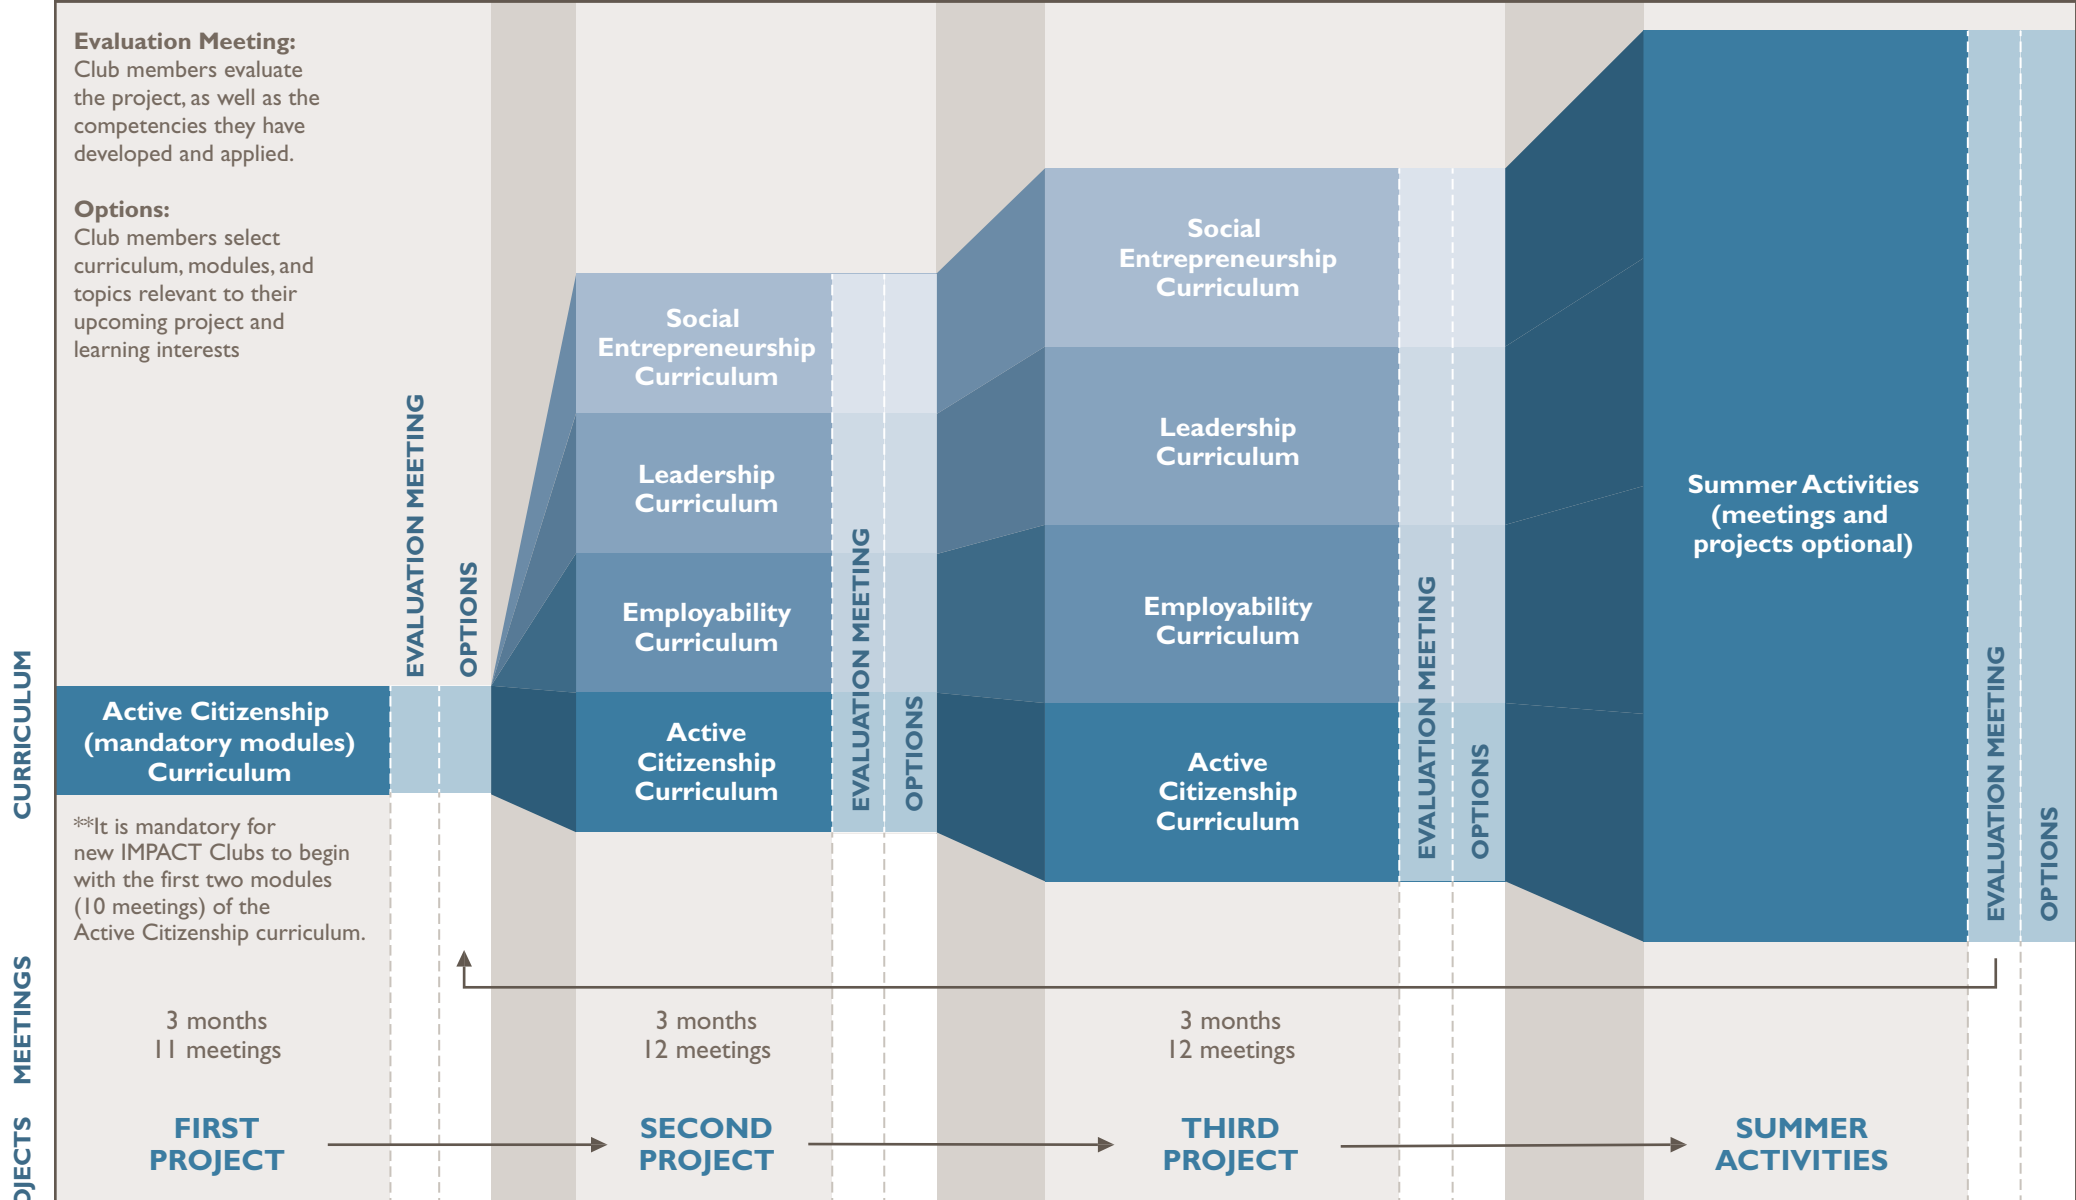 Evaluation Meeting:
Club members evaluate
the project, as well as the
competencies they have
developed and applied.
Options:
Club members select
curriculum, modules, and
topics relevant to their
upcoming project and
learning interests
CURRICULUM
Active Citizenship
(mandatory modules)
Curriculum
EVALUATION MEETING
OPTIONS
**It is mandatory for
new IMPACT Clubs to begin
with the first two modules
(10 meetings) of the
Active Citizenship curriculum.
Social
Entrepreneurship
Curriculum
Leadership
Curriculum
Employability
Curriculum
Active
Citizenship
Curriculum
EVALUATION MEETING
OPTIONS
Social
Entrepreneurship
Curriculum
Leadership
Curriculum
Employability
Curriculum
Active
Citizenship
Curriculum
EVALUATION MEETING
OPTIONS
Summer Activities
(meetings and
projects optional)
EVALUATION MEETING
OPTIONS
MEETINGS
3 months
11 meetings
3 months
12 meetings
3 months
12 meetings
FIRST
PROJECT
SECOND
PROJECT
THIRD
PROJECT
SUMMER
ACTIVITIES